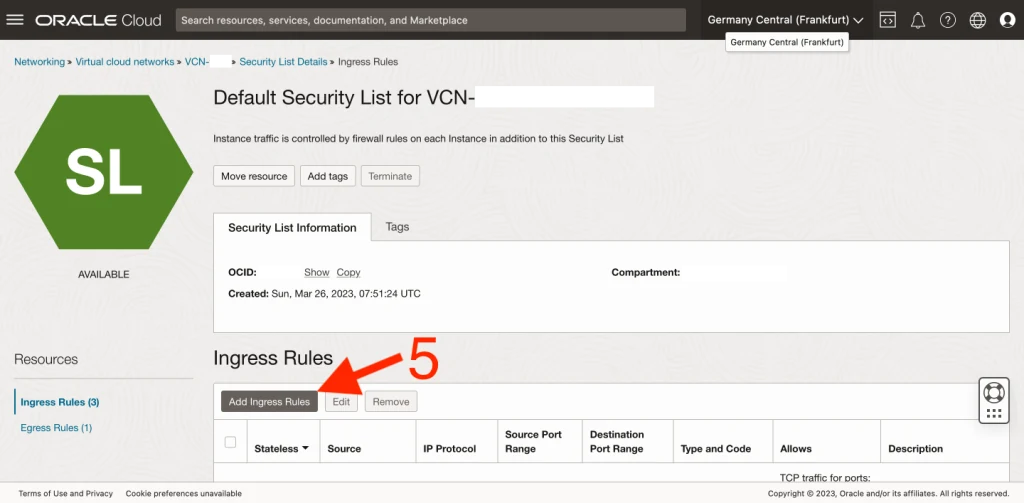 ORACLE Cloud
Search resources, services, documentation, and Marketplace
Germany Central (Frankfurt)
Germany Central (Frankfurt)
Networking » Virtual cloud networks » VCN- » Security List Details » Ingress Rules
SL
AVAILABLE
Default Security List for VCN-
Instance traffic is controlled by firewall rules on each Instance in addition to this Security List
Move resource Add tags Terminate
Security List Information Tags
OCID: Show Copy Compartment:
Created: Sun, Mar 26, 2023, 07:51:24 UTC
Resources
Ingress Rules (3)
Egress Rules (1)
Ingress Rules
5
Add Ingress Rules Edit Remove
Stateless Source IP Protocol Source Port Range Destination Port Range Type and Code Allows Description
TCP traffic for ports:
Terms of Use and Privacy Cookie preferences unavailable Copyright © 2023, Oracle and/or its affiliates. All rights reserved.